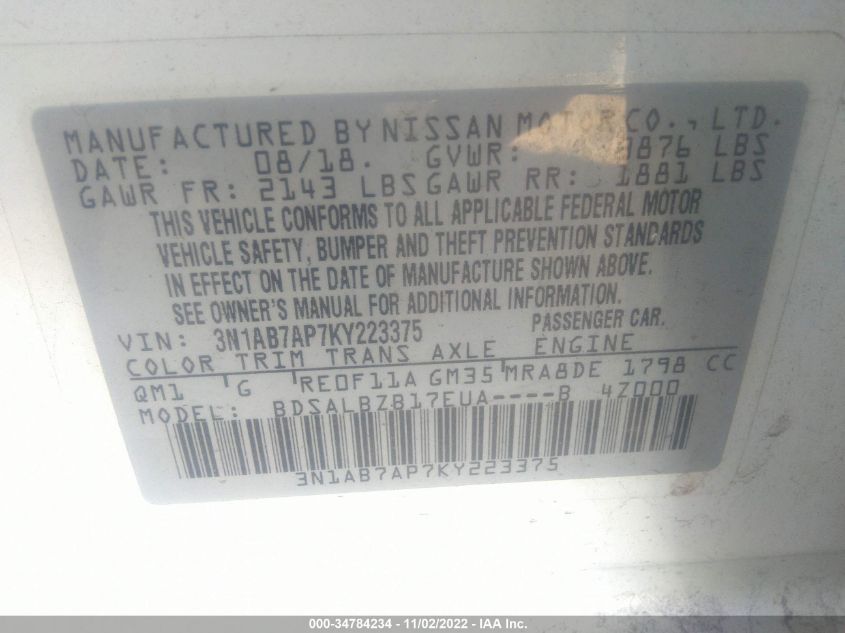 MANUFACTURED BY NISSAN MOTOR CO., LTD.
DATE: 08/18. GVWR: 3876 LBS
GAWR FR: 2143 LBS GAWR RR: 1881 LBS
THIS VEHICLE CONFORMS TO ALL APPLICABLE FEDERAL MOTOR
VEHICLE SAFETY, BUMPER AND THEFT PREVENTION STANDARDS
IN EFFECT ON THE DATE OF MANUFACTURE SHOWN ABOVE.
SEE OWNER'S MANUAL FOR ADDITIONAL INFORMATION.
VIN: 3N1AB7AP7KY223375 PASSENGER CAR.
COLOR TRIM TRANS AXLE ENGINE
QM1 G RE0F11A GM35 MRA8DE 1798 CC
MODEL: BDSALBZB17EUA----B 4Z000
3N1AB7AP7KY223375
000-34784234 - 11/02/2022 - IAA Inc.